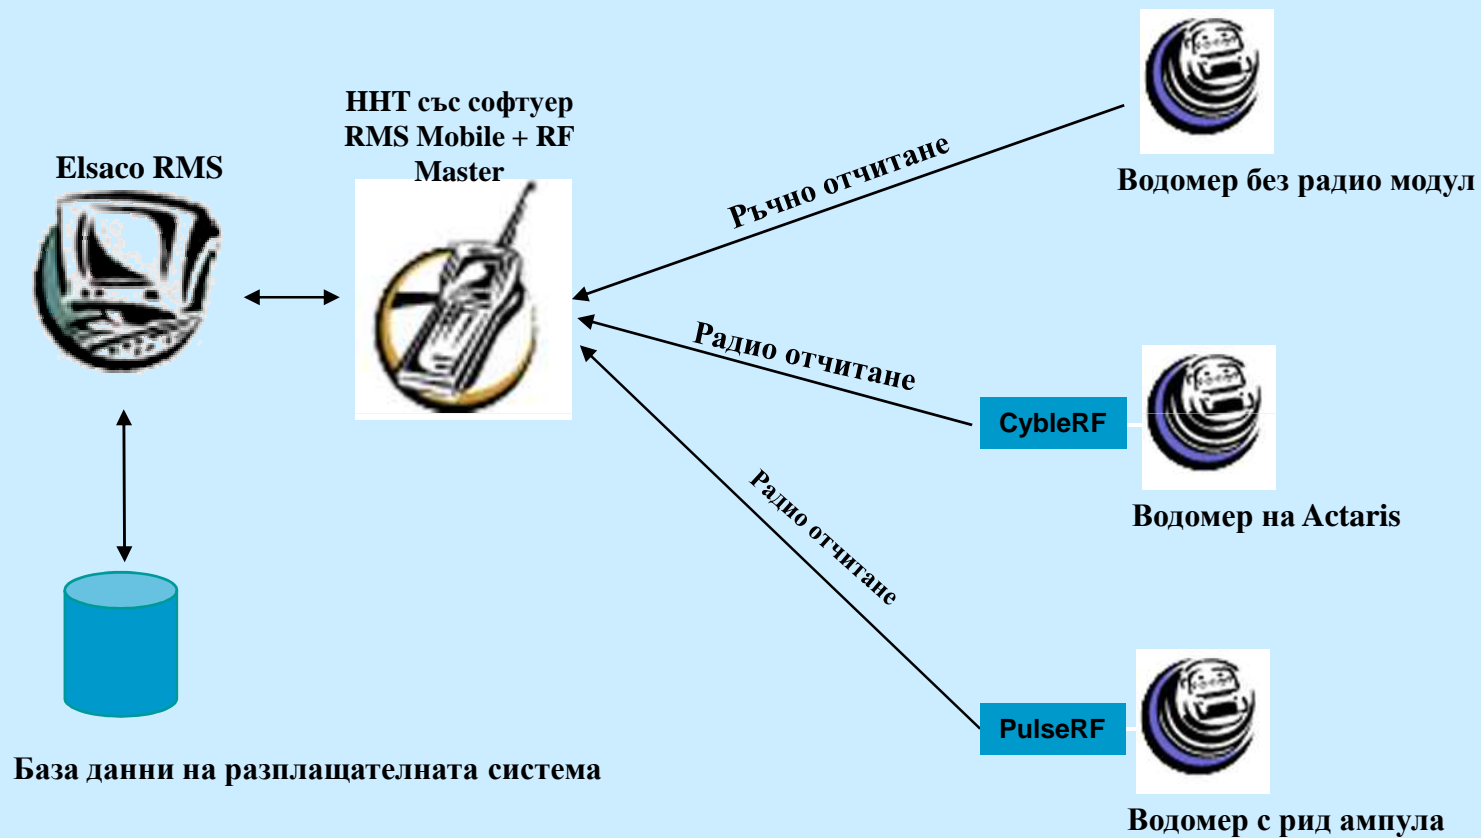 ННТ със софтуер
RMS Mobile + RF
Master
Elsaco RMS
Ръчно отчитане
Водомер без радио модул
Радио отчитане
CybleRF
Водомер на Actaris
Радио отчитане
PulseRF
База данни на разплащателната система
Водомер с рид ампула